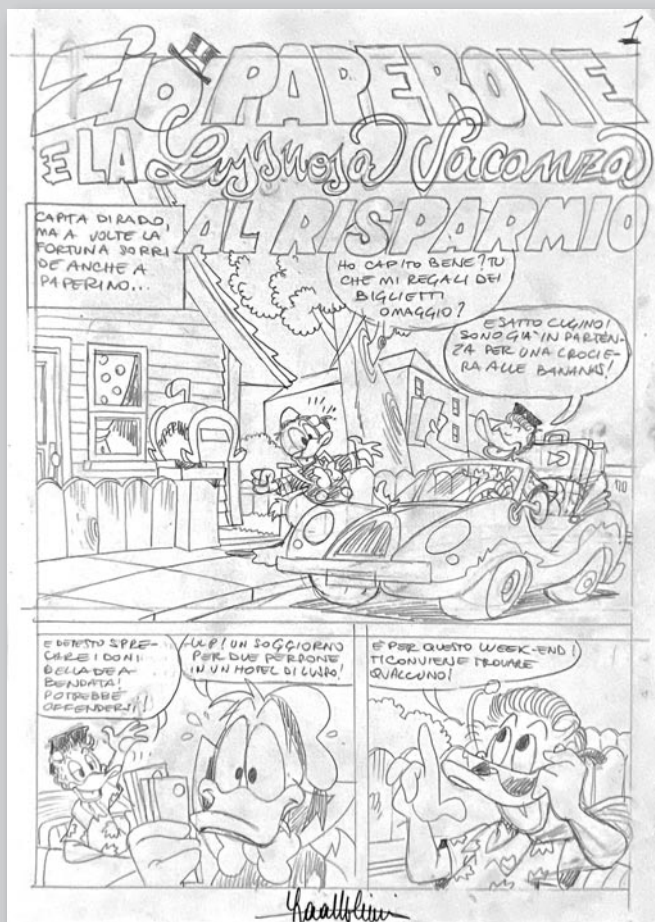 1
ZIO PAPERONE
E LA Lussuosa Vacanza
AL RISPARMIO
CAPITA DI RADO,
MA A VOLTE LA
FORTUNA SORRI
DE ANCHE A
PAPERINO...
HO CAPITO BENE? TU
CHE MI REGALI DEI
BIGLIETTI
OMAGGIO?
ESATTO CUGINO!
SONO GIA' IN PARTEN-
ZA PER UNA CROCIE-
RA ALLE BANANAS!
E DETESTO SPRE-
CARE I DONI
DELLA DEA
BENDATA!
POTREBBE
OFFENDERSI!
-ULP! UN SOGGIORNO
PER DUE PERSONE
IN UN HOTEL DI LUSSO!
È PER QUESTO WEEK-END!
TI CONVIENE TROVARE
QUALCUNO!